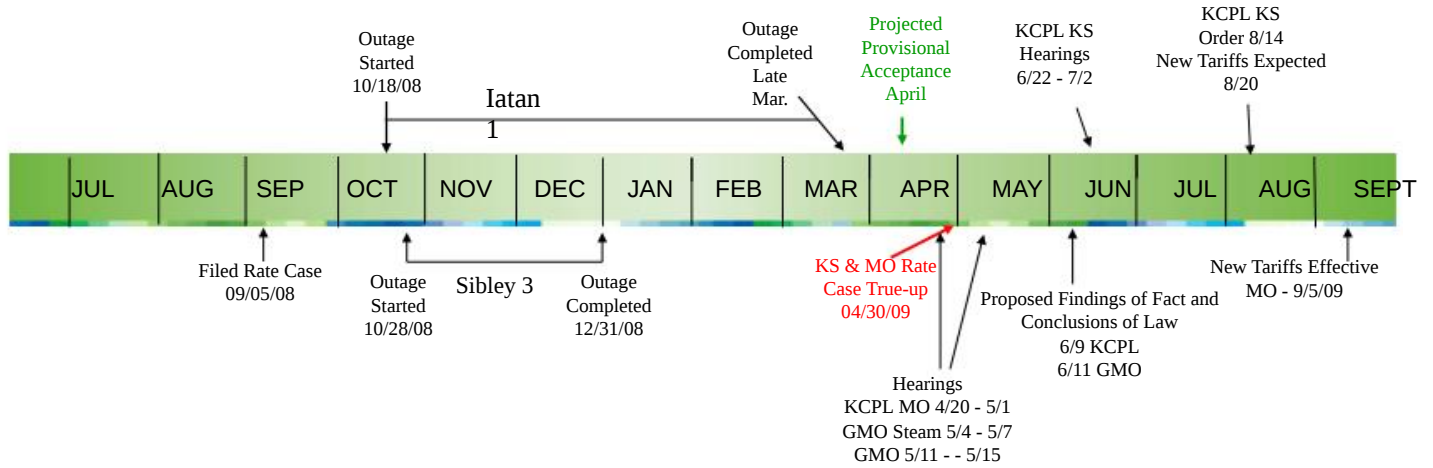 Outage
Started
10/18/08
Iatan
1
Outage
Completed
Late
Mar.
Projected
Provisional
Acceptance
April
KCPL KS
Hearings
6/22 - 7/2
KCPL KS
Order 8/14
New Tariffs Expected
8/20
JUL AUG SEP OCT NOV DEC JAN FEB MAR APR MAY JUN JUL AUG SEPT
Filed Rate Case
09/05/08
Outage
Started
10/28/08
Sibley 3
Outage
Completed
12/31/08
KS & MO Rate
Case True-up
04/30/09
Hearings
KCPL MO 4/20 - 5/1
GMO Steam 5/4 - 5/7
GMO 5/11 - - 5/15
Proposed Findings of Fact and
Conclusions of Law
6/9 KCPL
6/11 GMO
New Tariffs Effective
MO - 9/5/09